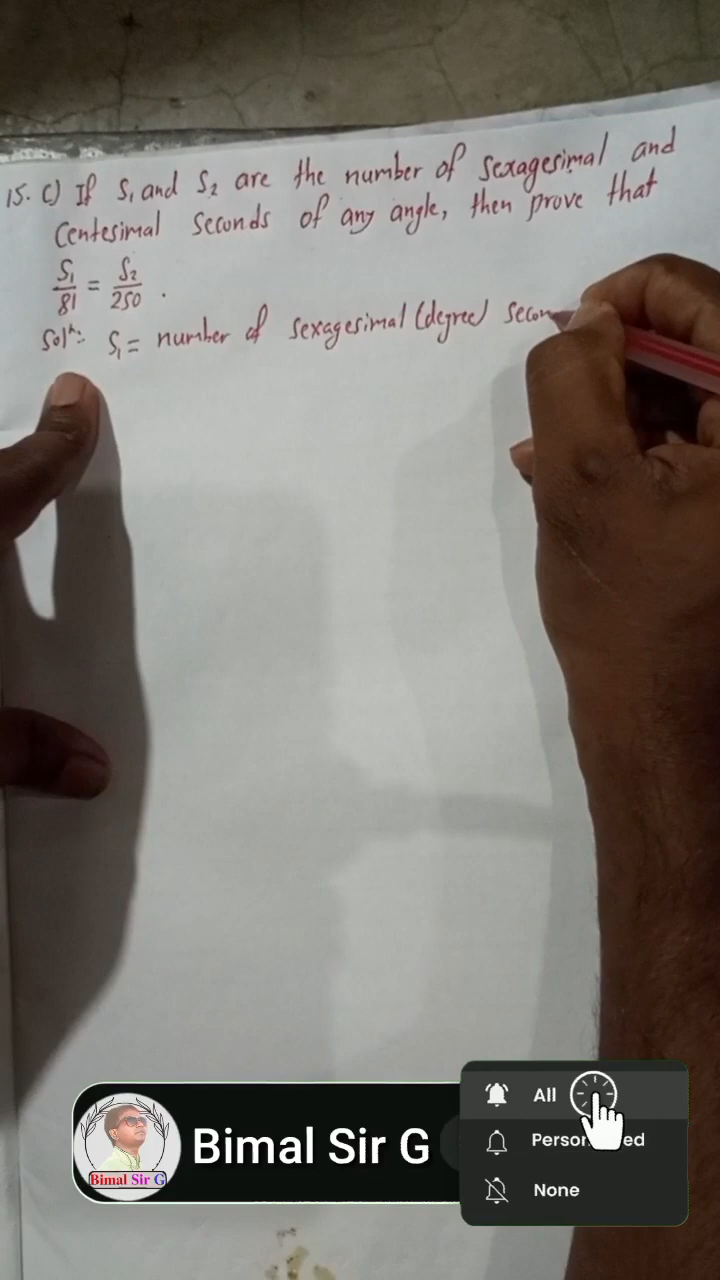 15. c) If S₁ and S₂ are the number of sexagesimal and
Centesimal seconds of any angle, then prove that
S₁/81 = S₂/250 .
Solⁿ: S₁ = number of sexagesimal (degree) secon
Bimal Sir G
Bimal Sir G
All
None